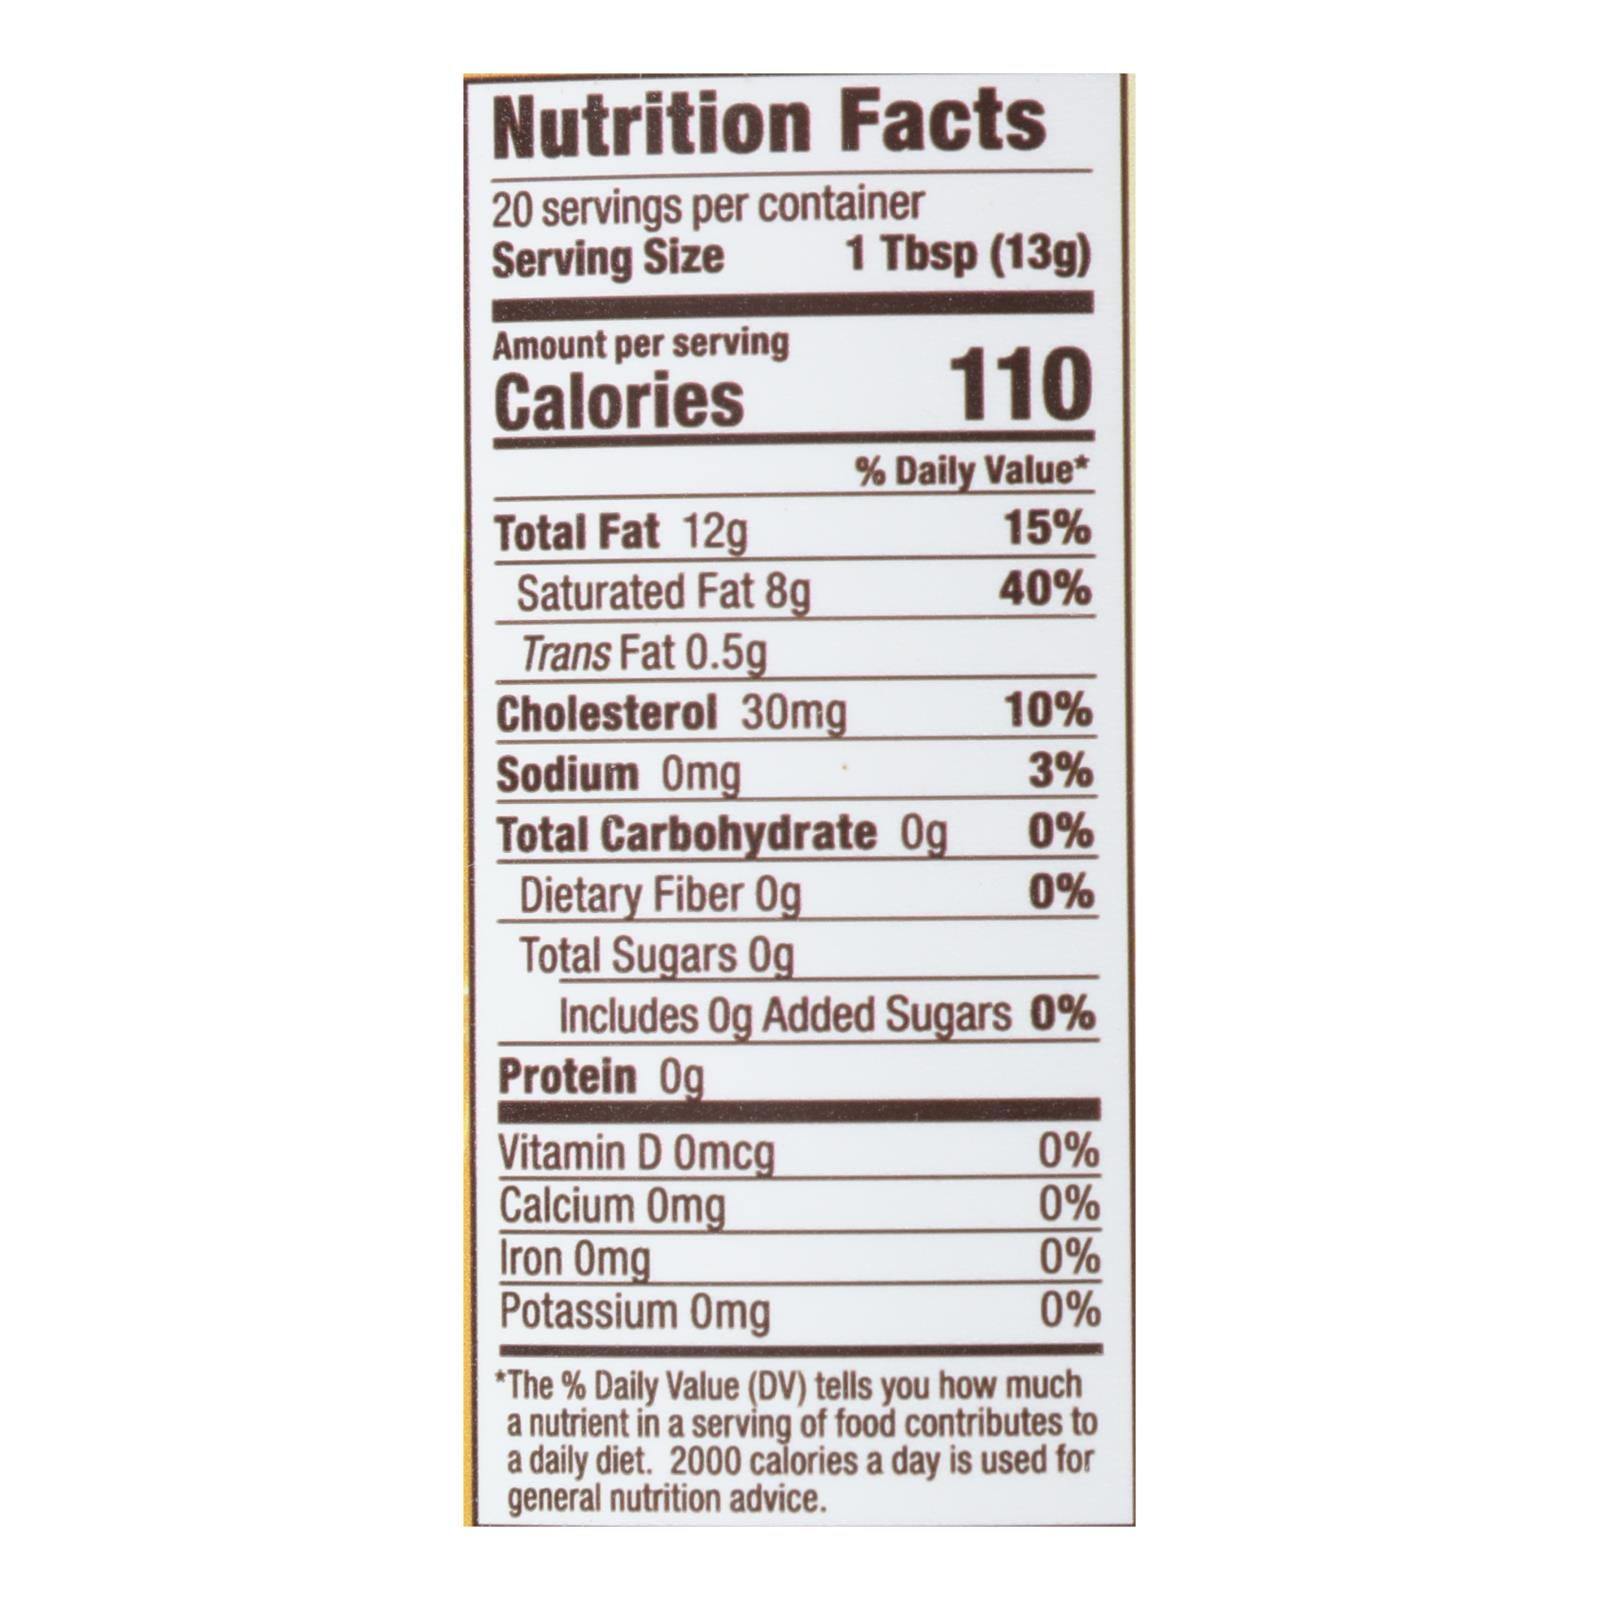 Nutrition Facts
20 servings per container
Serving Size 1 Tbsp (13g)
Amount per serving
Calories 110
% Daily Value*
Total Fat 12g 15%
Saturated Fat 8g 40%
Trans Fat 0.5g
Cholesterol 30mg 10%
Sodium 0mg 3%
Total Carbohydrate 0g 0%
Dietary Fiber 0g 0%
Total Sugars 0g
Includes 0g Added Sugars 0%
Protein 0g
Vitamin D 0mcg 0%
Calcium 0mg 0%
Iron 0mg 0%
Potassium 0mg 0%
*The % Daily Value (DV) tells you how much
a nutrient in a serving of food contributes to
a daily diet. 2000 calories a day is used for
general nutrition advice.